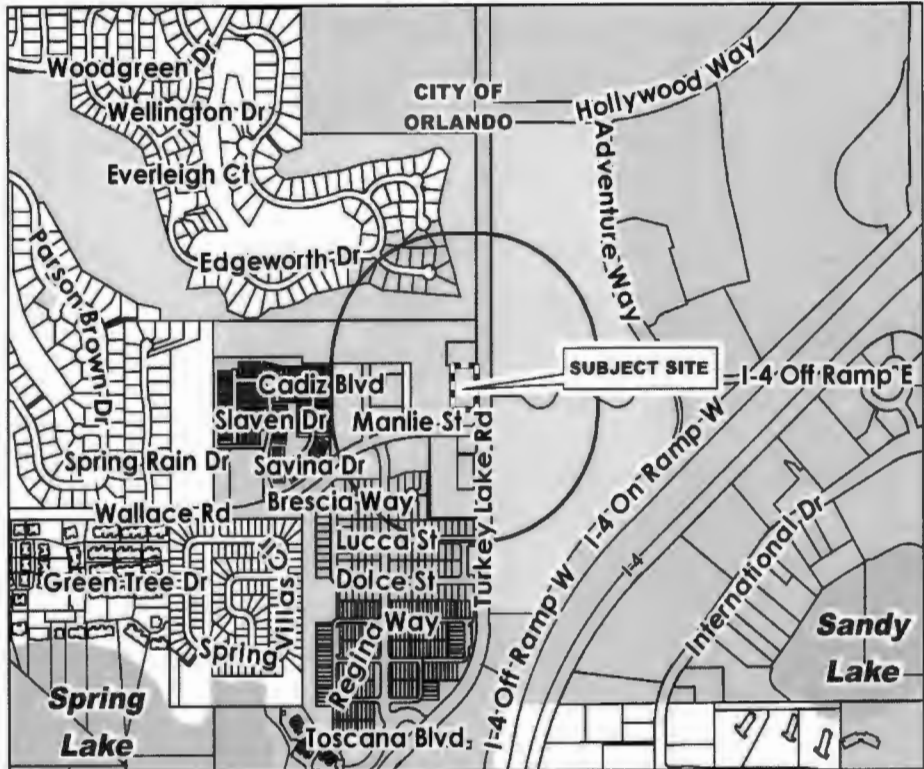 Woodgreen Dr
Wellington Dr
Everleigh Ct
Edgeworth Dr
Parson Brown Dr
CITY OF
ORLANDO
Hollywood Way
Adventure Way
SUBJECT SITE
I-4 Off Ramp E
Cadiz Blvd
Slaven Dr
Manlie St
Spring Rain Dr
Savina Dr
Brescia Way
Wallace Rd
Lucca St
Turkey Lake Rd
I-4 On Ramp W
Green Tree Dr
Dolce St
I-4
International Dr
Spring Villas
Regina Way
I-4 Off Ramp W
Sandy
Lake
Spring
Lake
Toscana Blvd